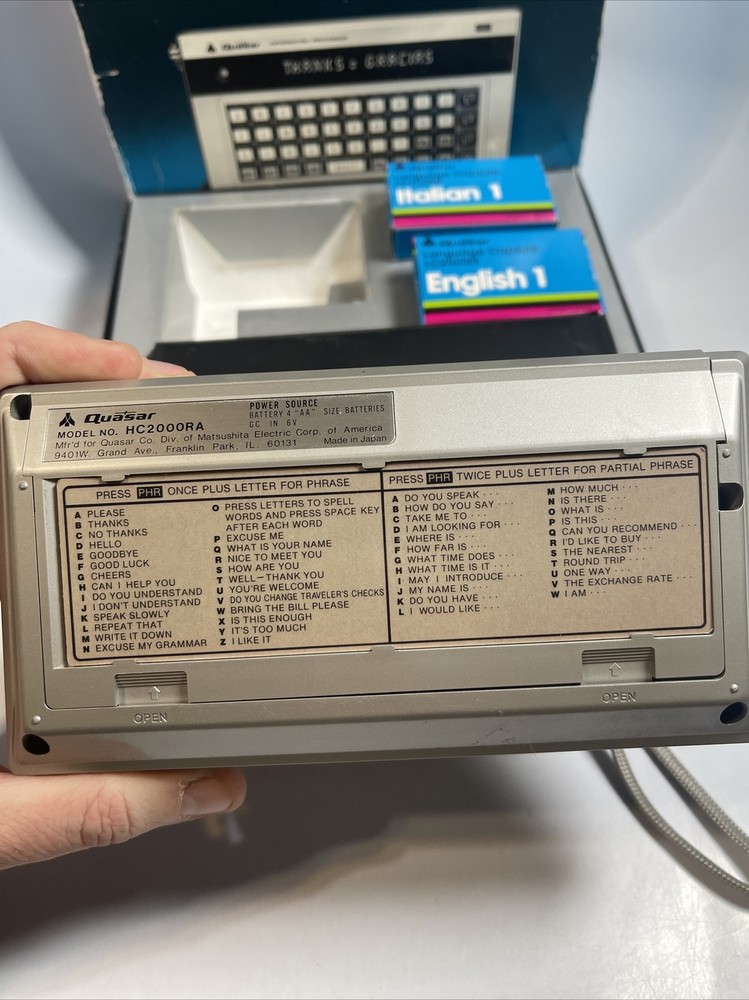 Quasar
THANKS = GRACIAS
Italian 1
Quasar
Language Capsule
English 1
Quasar
MODEL NO. HC2000RA
POWER SOURCE
BATTERY 4 "AA" SIZE BATTERIES
DC IN 6V
Mfr'd for Quasar Co. Div. of Matsushita Electric Corp. of America
9401W. Grand Ave., Franklin Park, IL. 60131
Made in Japan
PRESS PHR ONCE PLUS LETTER FOR PHRASE
A PLEASE
B THANKS
C NO THANKS
D HELLO
E GOODBYE
F GOOD LUCK
G CHEERS
H CAN I HELP YOU
I DO YOU UNDERSTAND
J I DON'T UNDERSTAND
K SPEAK SLOWLY
L REPEAT THAT
M WRITE IT DOWN
N EXCUSE MY GRAMMAR
O PRESS LETTERS TO SPELL
WORDS AND PRESS SPACE KEY
AFTER EACH WORD
P EXCUSE ME
Q WHAT IS YOUR NAME
R NICE TO MEET YOU
S HOW ARE YOU
T WELL–THANK YOU
U YOU'RE WELCOME
V DO YOU CHANGE TRAVELER'S CHECKS
W BRING THE BILL PLEASE
X IS THIS ENOUGH
Y IT'S TOO MUCH
Z I LIKE IT
PRESS PHR TWICE PLUS LETTER FOR PARTIAL PHRASE
A DO YOU SPEAK ···
B HOW DO YOU SAY ···
C TAKE ME TO ···
D I AM LOOKING FOR ···
E WHERE IS ···
F HOW FAR IS ···
G WHAT TIME DOES ···
H WHAT TIME IS IT ···
I MAY I INTRODUCE ···
J MY NAME IS ···
K DO YOU HAVE ···
L I WOULD LIKE ···
M HOW MUCH ···
N IS THERE ···
O WHAT IS ···
P IS THIS ···
Q CAN YOU RECOMMEND ···
R I'D LIKE TO BUY ···
S THE NEAREST ···
T ROUND TRIP ···
U ONE WAY ···
V THE EXCHANGE RATE ···
W I AM ···
OPEN
OPEN